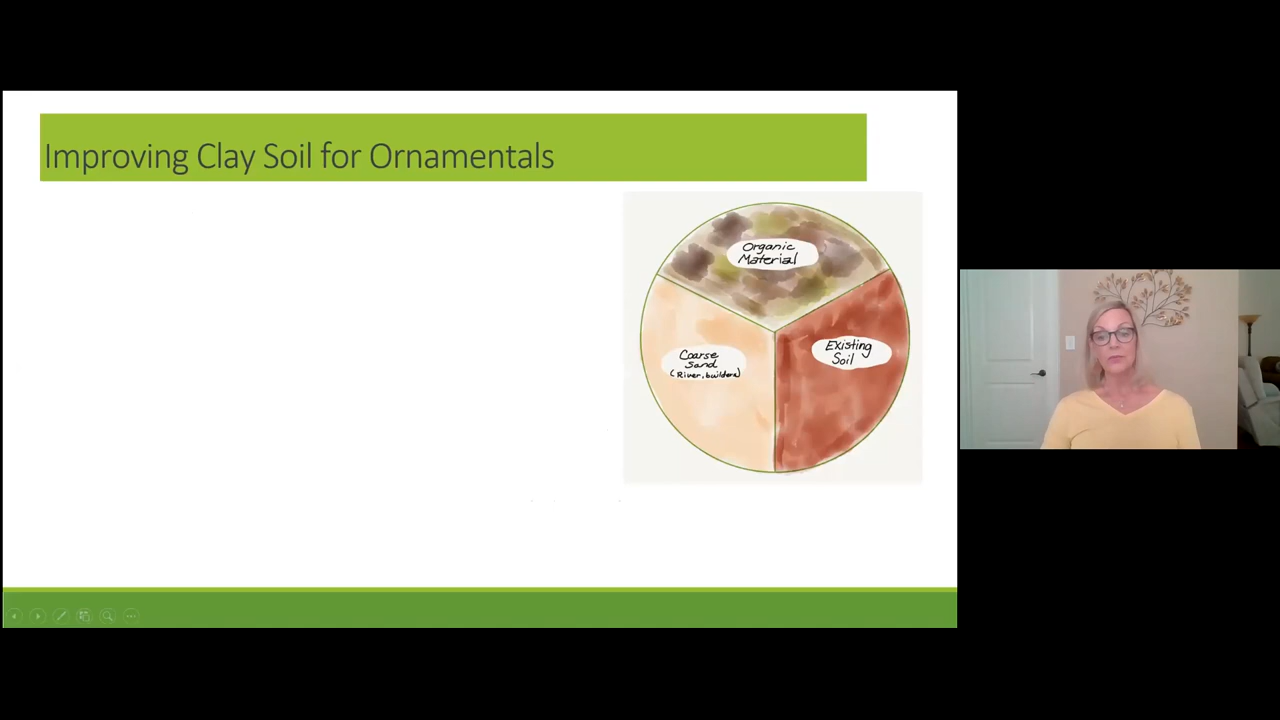 Improving Clay Soil for Ornamentals
Organic
Material
Coarse
Sand
(River, builders)
Existing
Soil